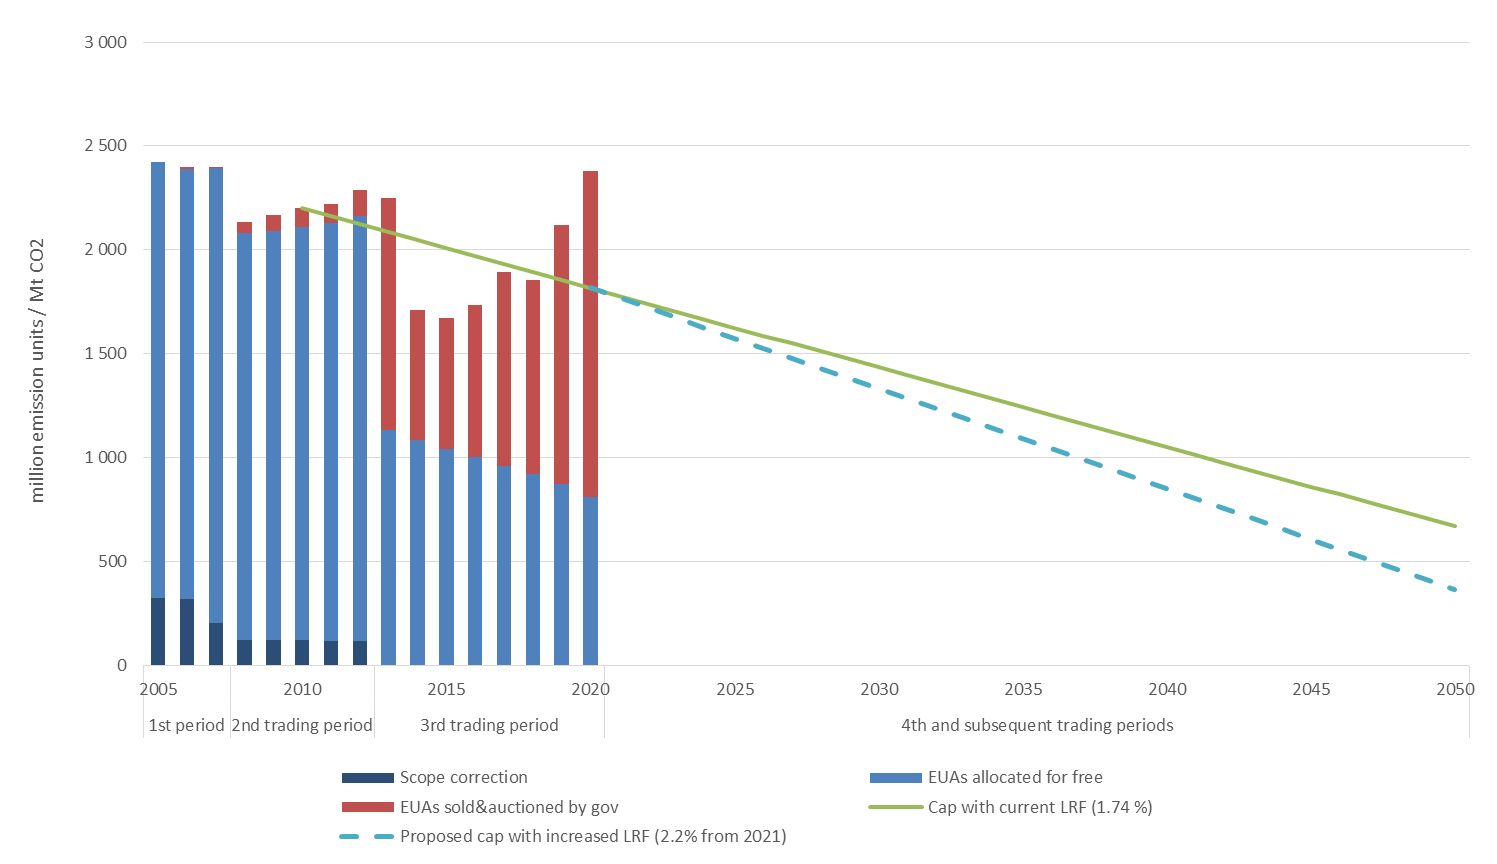 3 000
2 500
2 000
1 500
1 000
500
0
million emission units / Mt CO2
2005 2010 2015 2020 2025 2030 2035 2040 2045 2050
1st period 2nd trading period 3rd trading period 4th and subsequent trading periods
Scope correction EUAs allocated for free
EUAs sold&auctioned by gov Cap with current LRF (1.74 %)
Proposed cap with increased LRF (2.2% from 2021)